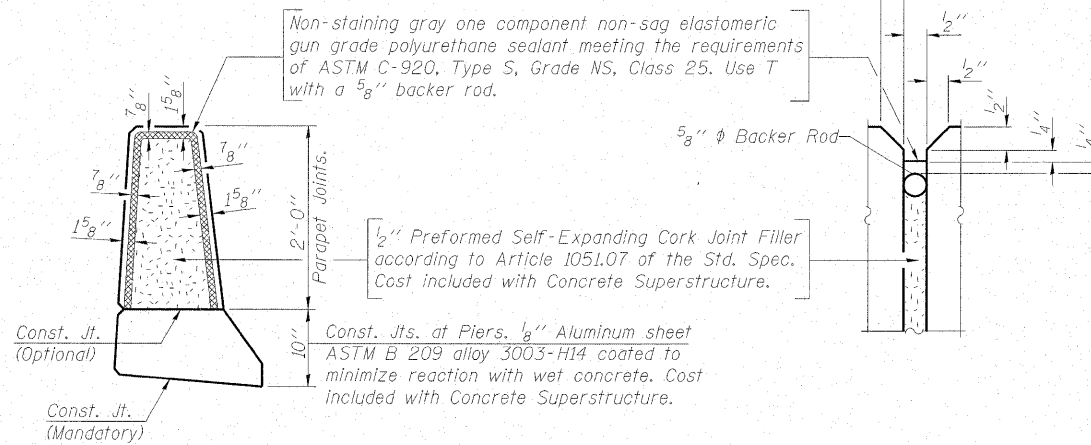 Non-staining gray one component non-sag elastomeric
gun grade polyurethane sealant meeting the requirements
of ASTM C-920, Type S, Grade NS, Class 25. Use T
with a 5/8" backer rod.
1/2"
1/2"
1/2"
1/4"
1/4"
5/8" φ Backer Rod
7/8"
1 5/8"
7/8"
7/8"
1 5/8"
1 5/8"
2'-0"
Parapet Joints.
1/2" Preformed Self-Expanding Cork Joint Filler
according to Article 1051.07 of the Std. Spec.
Cost included with Concrete Superstructure.
Const. Jt.
(Optional)
10"
Const. Jts. at Piers. 1/8" Aluminum sheet
ASTM B 209 alloy 3003-H14 coated to
minimize reaction with wet concrete. Cost
included with Concrete Superstructure.
Const. Jt.
(Mandatory)